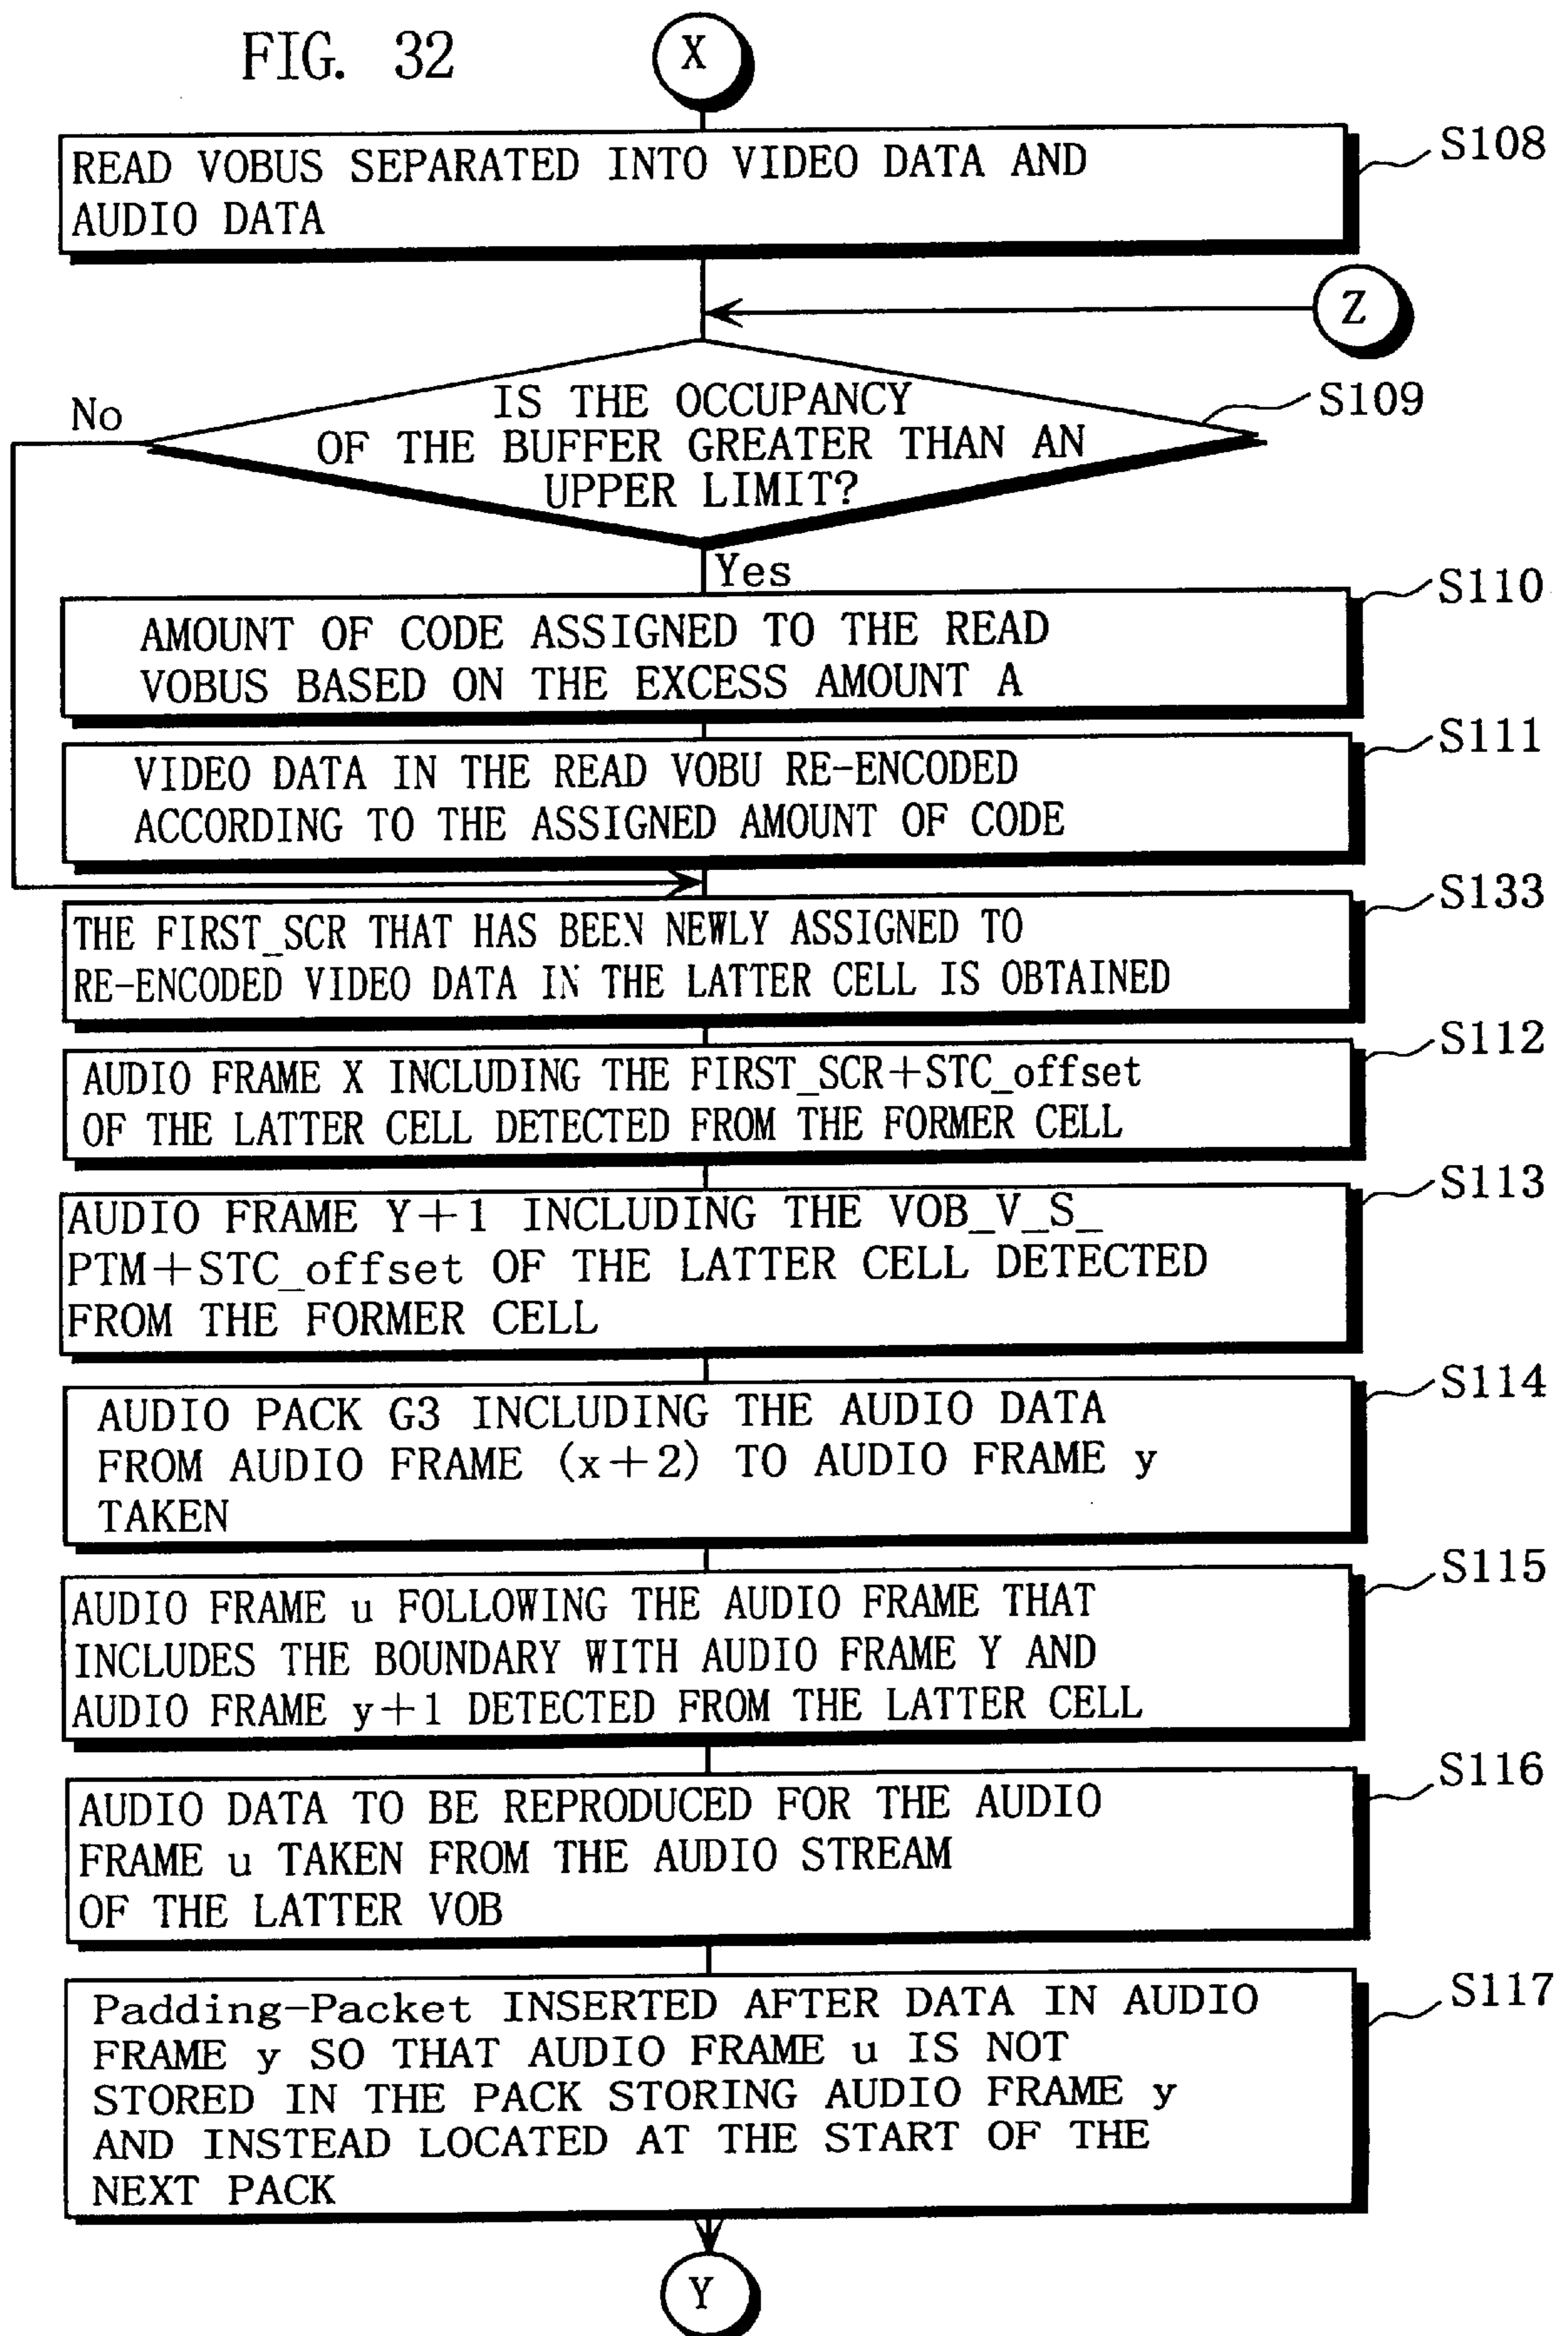 FIG. 32
X
READ VOBUS SEPARATED INTO VIDEO DATA AND
AUDIO DATA
S108
Z
IS THE OCCUPANCY
OF THE BUFFER GREATER THAN AN
UPPER LIMIT?
S109
No
Yes
AMOUNT OF CODE ASSIGNED TO THE READ
VOBUS BASED ON THE EXCESS AMOUNT A
S110
VIDEO DATA IN THE READ VOBU RE-ENCODED
ACCORDING TO THE ASSIGNED AMOUNT OF CODE
S111
THE FIRST_SCR THAT HAS BEEN NEWLY ASSIGNED TO
RE-ENCODED VIDEO DATA IN THE LATTER CELL IS OBTAINED
S133
AUDIO FRAME X INCLUDING THE FIRST_SCR+STC_offset
OF THE LATTER CELL DETECTED FROM THE FORMER CELL
S112
AUDIO FRAME Y+1 INCLUDING THE VOB_V_S_
PTM+STC_offset OF THE LATTER CELL DETECTED
FROM THE FORMER CELL
S113
AUDIO PACK G3 INCLUDING THE AUDIO DATA
FROM AUDIO FRAME (x+2) TO AUDIO FRAME y
TAKEN
S114
AUDIO FRAME u FOLLOWING THE AUDIO FRAME THAT
INCLUDES THE BOUNDARY WITH AUDIO FRAME Y AND
AUDIO FRAME y+1 DETECTED FROM THE LATTER CELL
S115
AUDIO DATA TO BE REPRODUCED FOR THE AUDIO
FRAME u TAKEN FROM THE AUDIO STREAM
OF THE LATTER VOB
S116
Padding-Packet INSERTED AFTER DATA IN AUDIO
FRAME y SO THAT AUDIO FRAME u IS NOT
STORED IN THE PACK STORING AUDIO FRAME y
AND INSTEAD LOCATED AT THE START OF THE
NEXT PACK
S117
Y